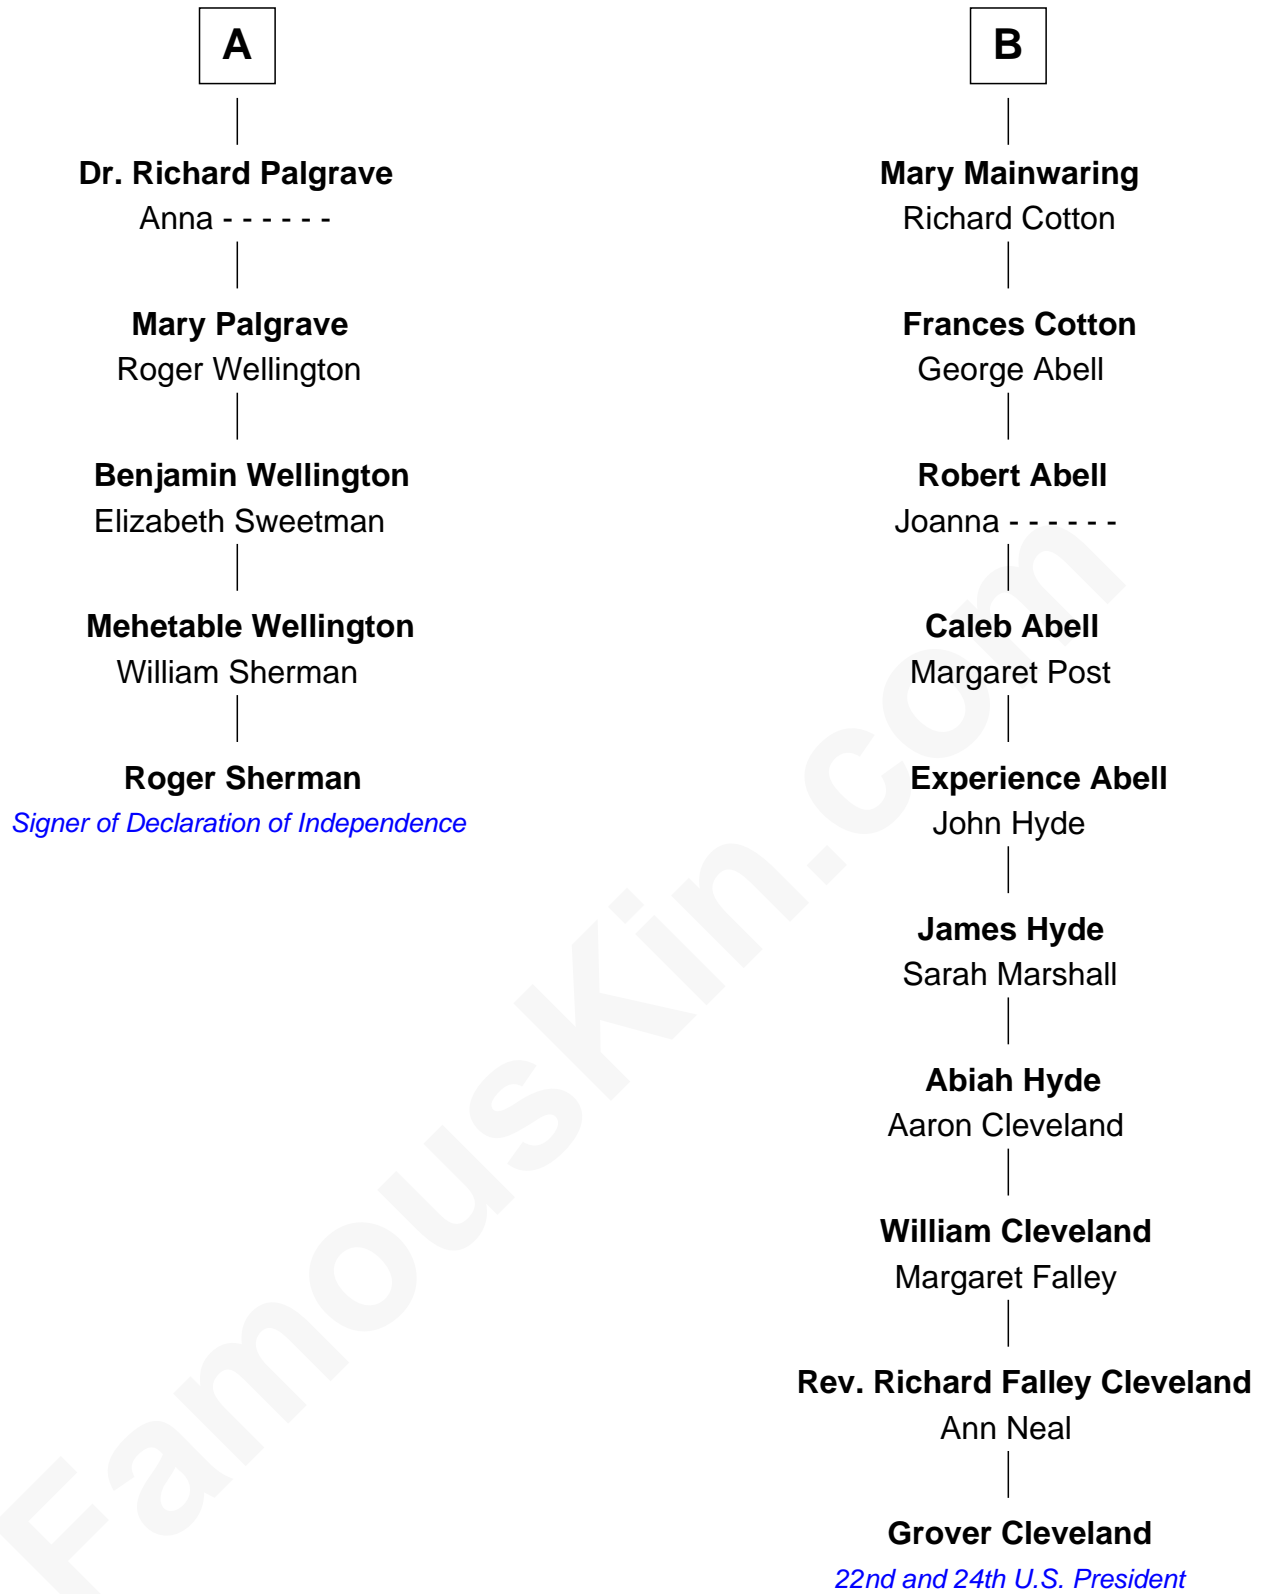 A
Dr. Richard Palgrave
Anna - - - - - -
Mary Palgrave
Roger Wellington
Benjamin Wellington
Elizabeth Sweetman
Mehetable Wellington
William Sherman
Roger Sherman
Signer of Declaration of Independence
B
Mary Mainwaring
Richard Cotton
Frances Cotton
George Abell
Robert Abell
Joanna - - - - - -
Caleb Abell
Margaret Post
Experience Abell
John Hyde
James Hyde
Sarah Marshall
Abiah Hyde
Aaron Cleveland
William Cleveland
Margaret Falley
Rev. Richard Falley Cleveland
Ann Neal
Grover Cleveland
22nd and 24th U.S. President
FamousKin.com